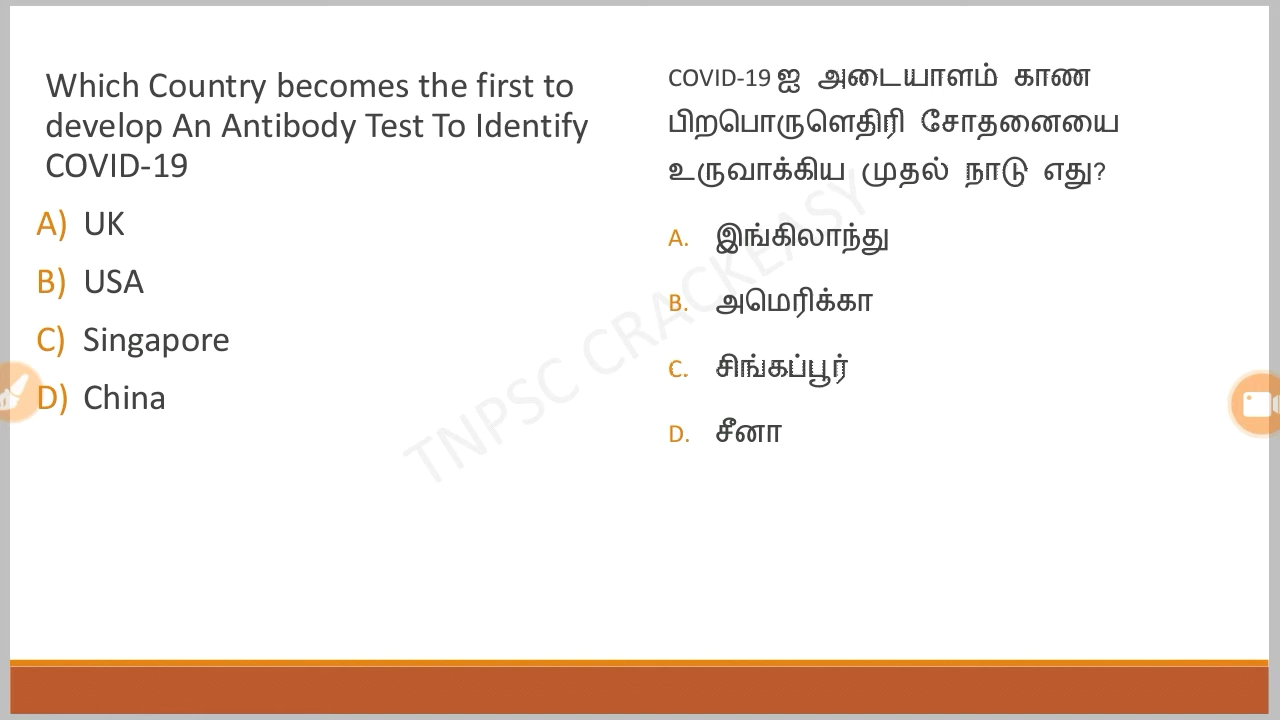 Which Country becomes the first to
develop An Antibody Test To Identify
COVID-19
A) UK
B) USA
C) Singapore
D) China
COVID-19 ஐ அடையாளம் காண
பிறபொருளெதிரி சோதனையை
உருவாக்கிய முதல் நாடு எது?
A. இங்கிலாந்து
B. அமெரிக்கா
C. சிங்கப்பூர்
D. சீனா
TNPSC CRACKEASY